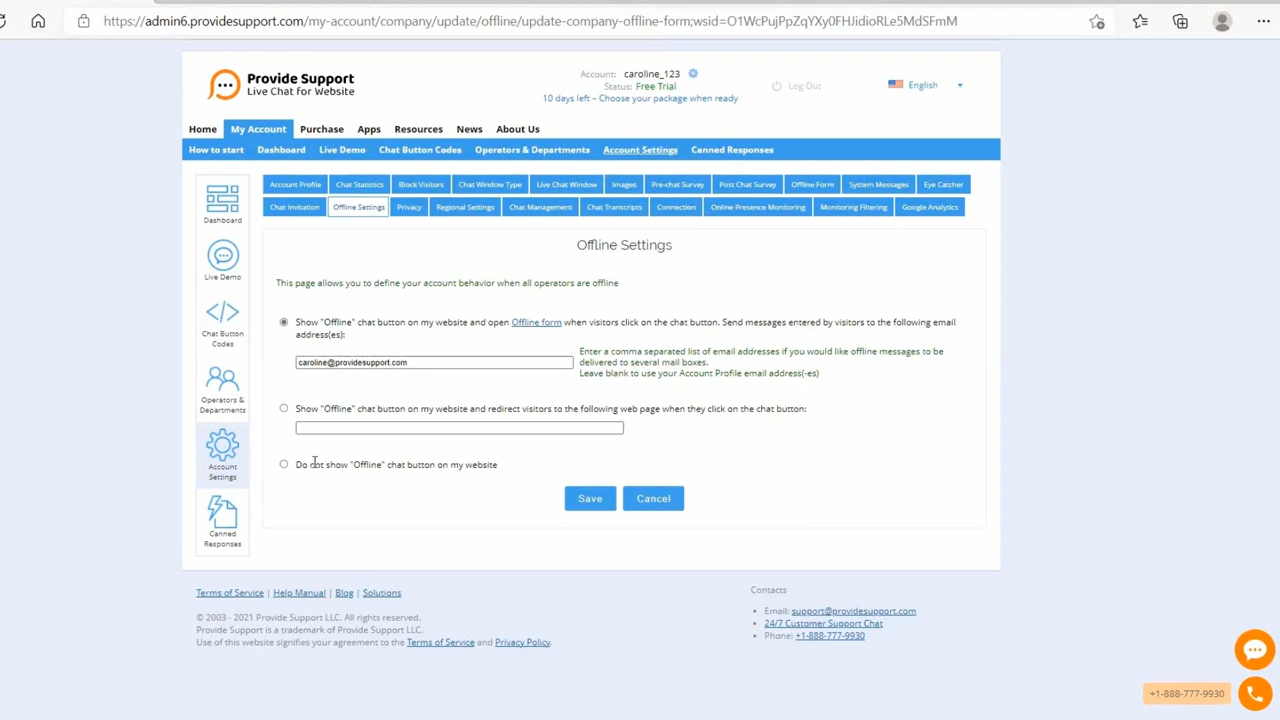 https://admin6.providesupport.com/my-account/company/update/offline/update-company-offline-form;wsid=O1WcPujPpZqYXy0FHJidioRLe5MdSFmM
Provide Support
Live Chat for Website
Account: caroline_123
Status: Free Trial
10 days left – Choose your package when ready
Log Out
English
Home My Account Purchase Apps Resources News About Us
How to start Dashboard Live Demo Chat Button Codes Operators & Departments Account Settings Canned Responses
Account Profile Chat Statistics Block Visitors Chat Window Type Live Chat Window Images Pre-chat Survey Post Chat Survey Offline Form System Messages Eye Catcher
Chat Invitation Offline Settings Privacy Regional Settings Chat Management Chat Transcripts Connection Online Presence Monitoring Monitoring Filtering Google Analytics
Dashboard
Live Demo
Chat Button
Codes
Operators &
Departments
Account
Settings
Canned
Responses
Offline Settings
This page allows you to define your account behavior when all operators are offline
Show "Offline" chat button on my website and open Offline form when visitors click on the chat button. Send messages entered by visitors to the following email
address(es):
caroline@providesupport.com
Enter a comma separated list of email addresses if you would like offline messages to be
delivered to several mail boxes.
Leave blank to use your Account Profile email address(-es)
Show "Offline" chat button on my website and redirect visitors to the following web page when they click on the chat button:
Do not show "Offline" chat button on my website
Save Cancel
Terms of Service | Help Manual | Blog | Solutions
© 2003 - 2021 Provide Support LLC. All rights reserved.
Provide Support is a trademark of Provide Support LLC.
Use of this website signifies your agreement to the Terms of Service and Privacy Policy.
Contacts
Email: support@providesupport.com
24/7 Customer Support Chat
Phone: +1-888-777-9930
+1-888-777-9930